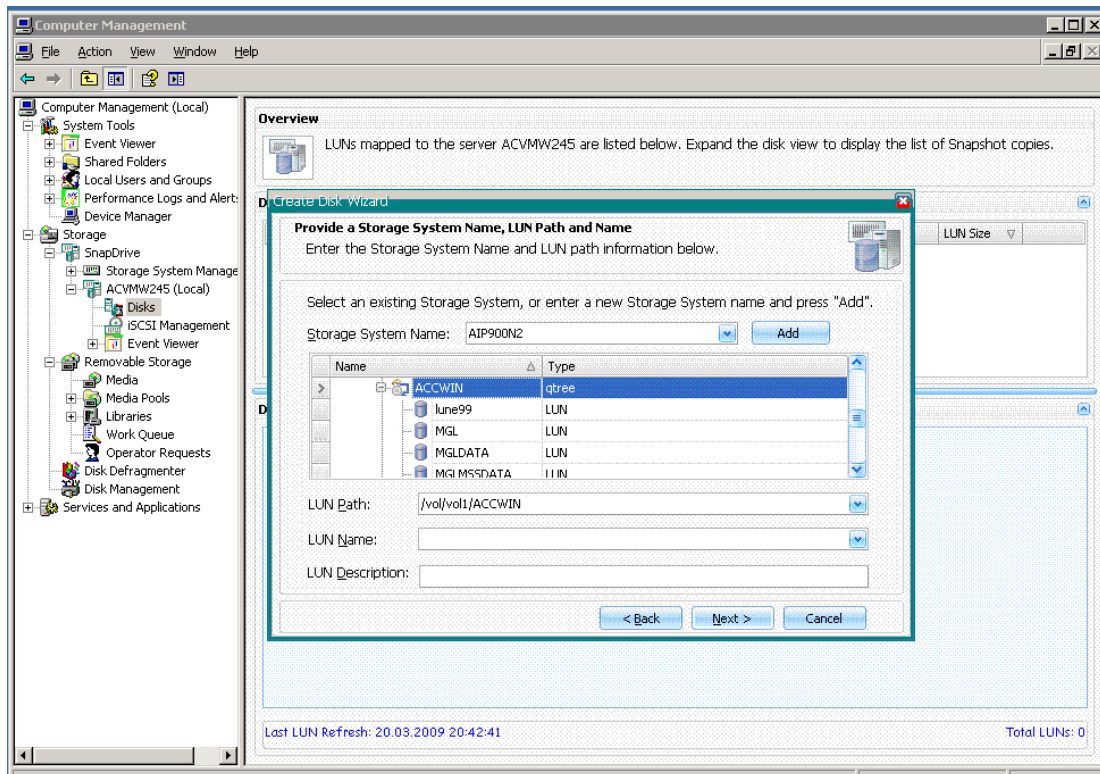 Computer Management
File Action View Window Help
Computer Management (Local)
System Tools
Event Viewer
Shared Folders
Local Users and Groups
Performance Logs and Alert
Device Manager
Storage
SnapDrive
Storage System Manage
ACVMW245 (Local)
Disks
iSCSI Management
Event Viewer
Removable Storage
Media
Media Pools
Libraries
Work Queue
Operator Requests
Disk Defragmenter
Disk Management
Services and Applications
Overview
LUNs mapped to the server ACVMW245 are listed below. Expand the disk view to display the list of Snapshot copies.
D
LUN Size
Create Disk Wizard
Provide a Storage System Name, LUN Path and Name
Enter the Storage System Name and LUN path information below.
Select an existing Storage System, or enter a new Storage System name and press "Add".
Storage System Name: AIP900N2 Add
Name Type
ACCWIN qtree
lune99 LUN
MGL LUN
MGLDATA LUN
MGLMSSDATA LUN
LUN Path: /vol/vol1/ACCWIN
LUN Name:
LUN Description:
< Back Next > Cancel
D
Last LUN Refresh: 20.03.2009 20:42:41 Total LUNs: 0